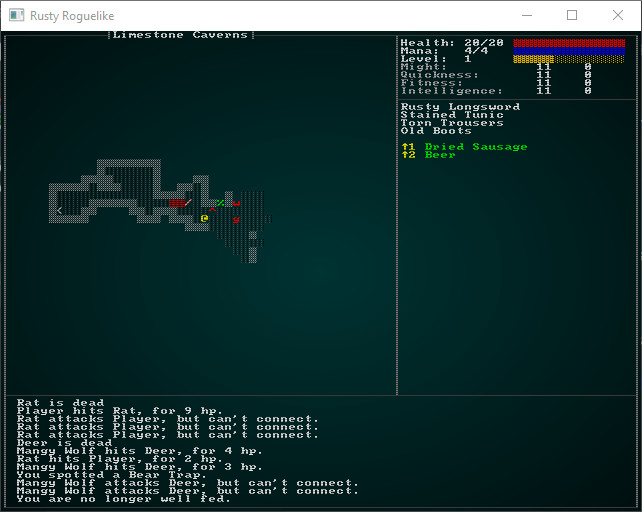 Rusty Roguelike
Limestone Caverns
Health: 20/20
Mana: 4/4
Level: 1
Might: 11 0
Quickness: 11 0
Fitness: 11 0
Intelligence: 11 0
Rusty Longsword
Stained Tunic
Torn Trousers
Old Boots
↑1 Dried Sausage
↑2 Beer
Rat is dead
Player hits Rat, for 9 hp.
Rat attacks Player, but can't connect.
Rat attacks Player, but can't connect.
Rat attacks Player, but can't connect.
Deer is dead
Mangy Wolf hits Deer, for 4 hp.
Rat hits Player, for 2 hp.
Mangy Wolf hits Deer, for 3 hp.
You spotted a Bear Trap.
Mangy Wolf attacks Deer, but can't connect.
Mangy Wolf attacks Deer, but can't connect.
You are no longer well fed.